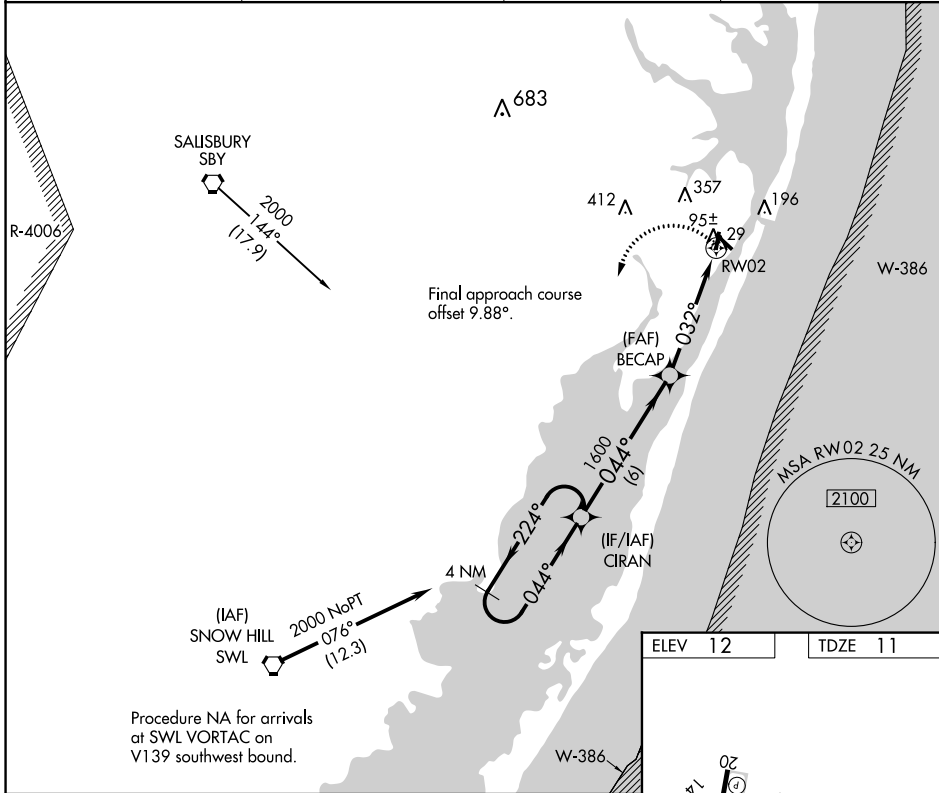 683
SALISBURY
SBY
2000
144°
(17.9)
R-4006
412
357
196
95±
29
RW02
W-386
Final approach course
offset 9.88°.
(FAF)
BECAP
032°
1600
044°
(6)
MSA RW02 25 NM
2100
224°
044°
(IF/IAF)
CIRAN
4 NM
(IAF)
SNOW HILL
SWL
2000 NoPT
076°
(12.3)
Procedure NA for arrivals
at SWL VORTAC on
V139 southwest bound.
W-386
ELEV 12
TDZE 11
20
14
P